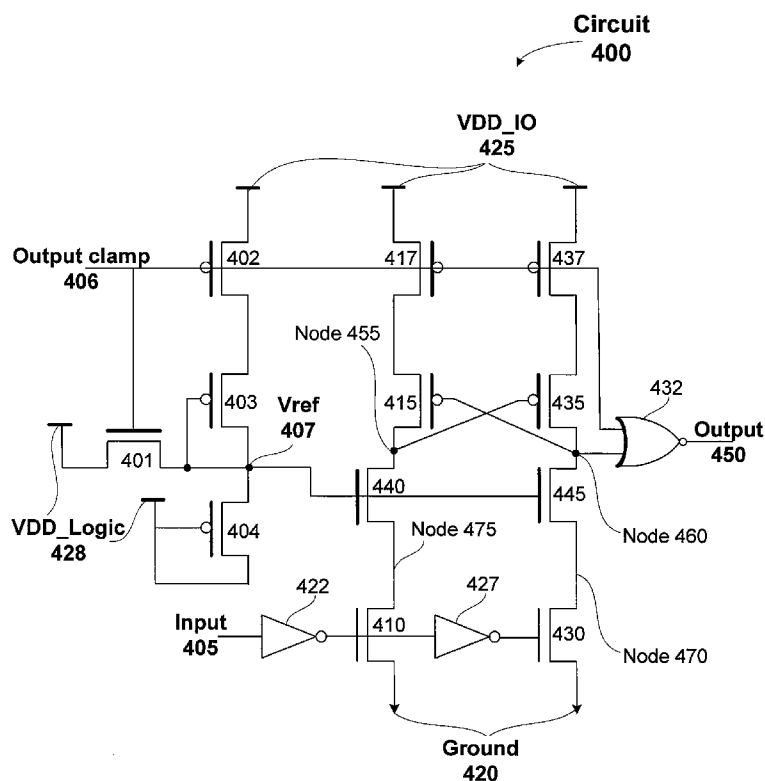 Circuit
400
VDD_IO
425
Output clamp
406
402
417
437
Node 455
403
415
435
432
Vref
407
Output
450
401
440
445
VDD_Logic
428
404
Node 475
Node 460
422
427
Input
405
410
430
Node 470
Ground
420